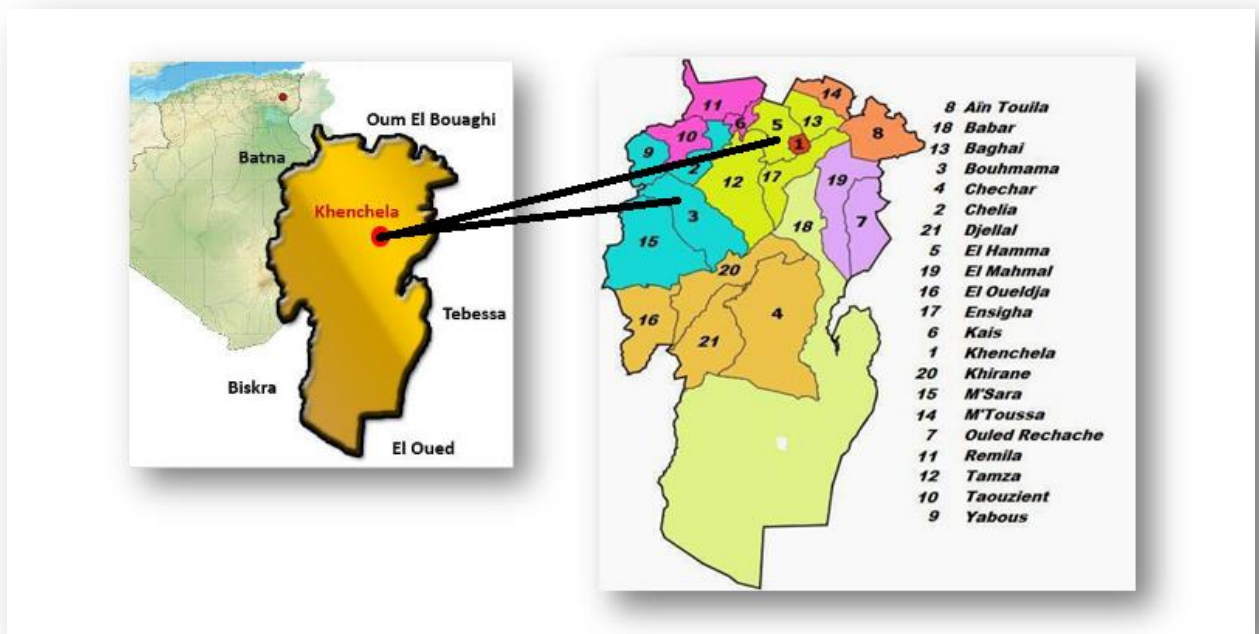 Oum El Bouaghi
Batna
Khenchela
Tebessa
Biskra
El Oued
11
14
6
5
13
10
1
8
9
2
12
17
19
3
18
7
15
20
16
4
21
8 Aïn Touila
18 Babar
13 Baghai
3 Bouhmama
4 Chechar
2 Chelia
21 Djellal
5 El Hamma
19 El Mahmal
16 El Oueldja
17 Ensigha
6 Kais
1 Khenchela
20 Khirane
15 M'Sara
14 M'Toussa
7 Ouled Rechache
11 Remila
12 Tamza
10 Taouzient
9 Yabous